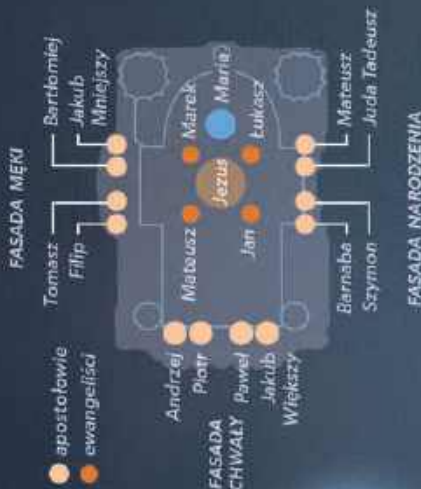 FASADA MĘKI
apostołowie
ewangeliści
Tomasz
Filip
Bartłomiej
Jakub
Mniejszy
Marek
Maria
Mateusz
Jezus
Łukasz
Jan
Andrzej
Piotr
Paweł
Jakub
Większy
FASADA
CHWAŁY
Barnaba
Szymon
Mateusz
Juda Tadeusz
FASADA NARODZENIA